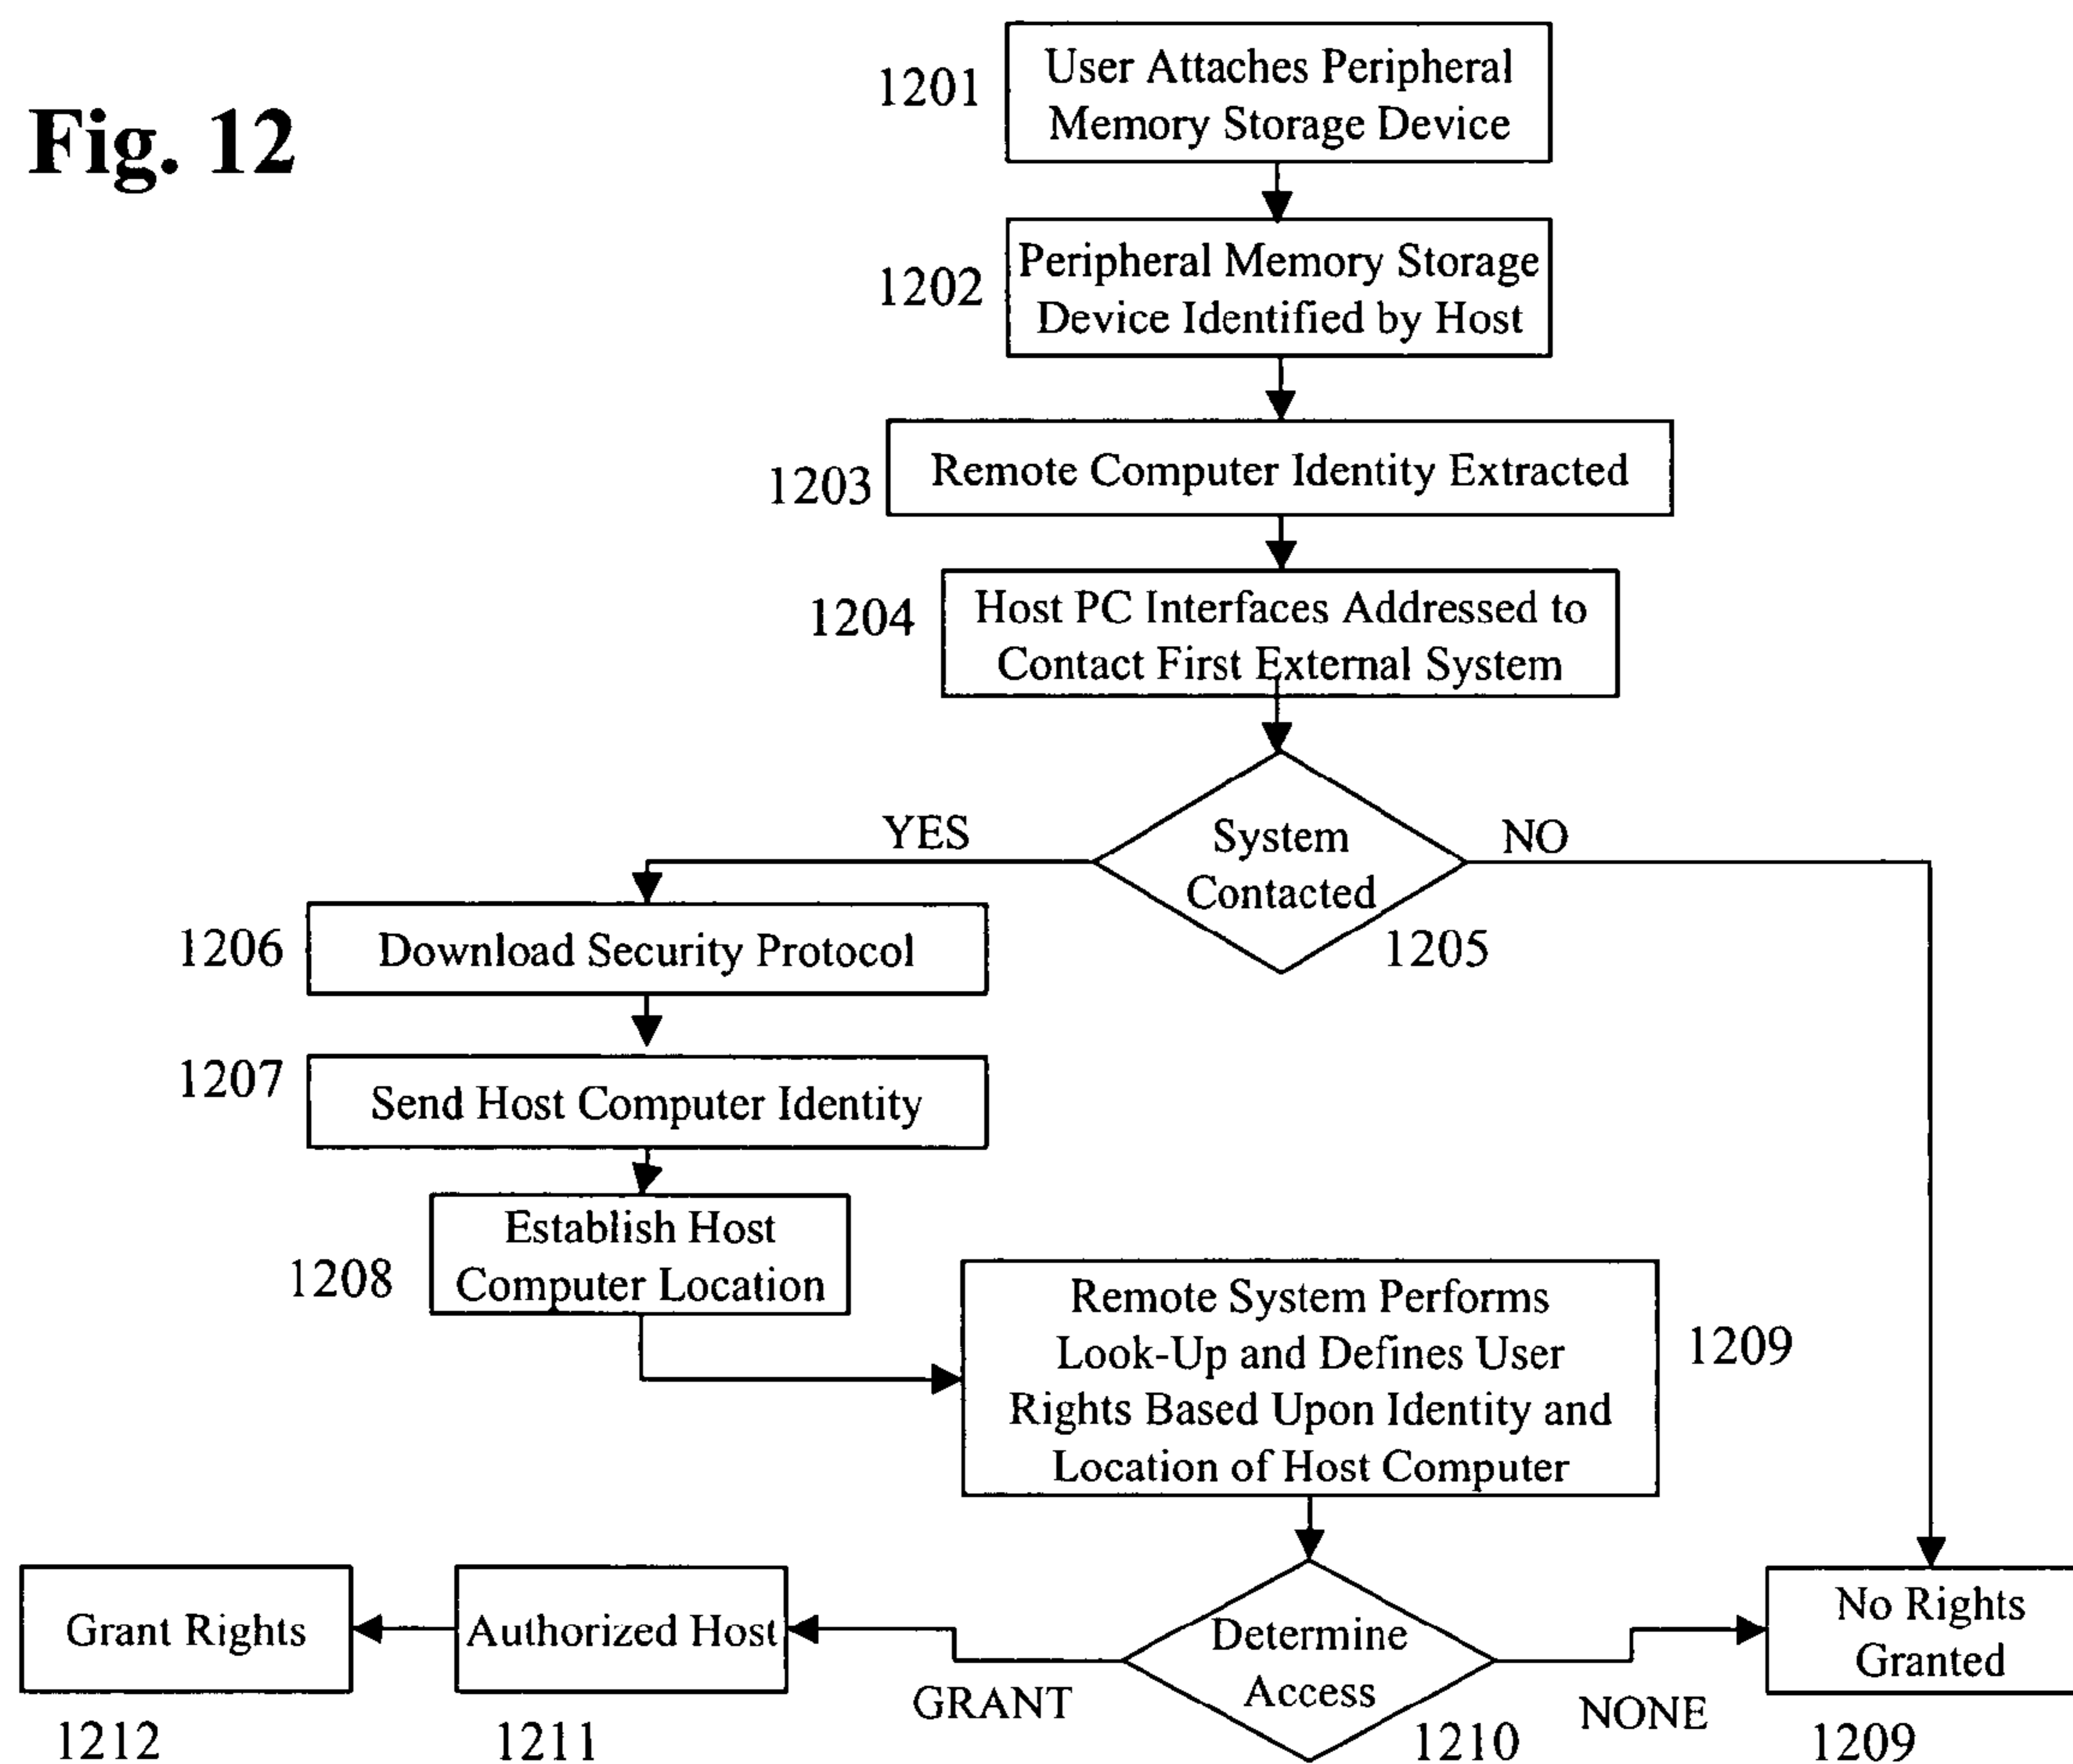 Fig. 12
1201
User Attaches Peripheral
Memory Storage Device
1202
Peripheral Memory Storage
Device Identified by Host
1203
Remote Computer Identity Extracted
1204
Host PC Interfaces Addressed to
Contact First External System
YES
System
Contacted
NO
1205
1206
Download Security Protocol
1207
Send Host Computer Identity
1208
Establish Host
Computer Location
Remote System Performs
Look-Up and Defines User
Rights Based Upon Identity and
Location of Host Computer
1209
Grant Rights
1212
Authorized Host
1211
GRANT
Determine
Access
1210
NONE
No Rights
Granted
1209